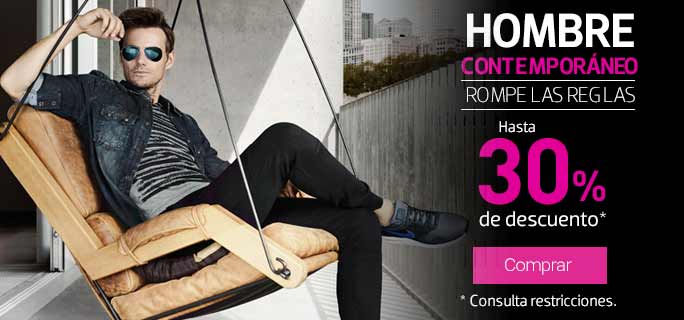 HOMBRE
CONTEMPORÁNEO
ROMPE LAS REGLAS
Hasta
30%
de descuento*
Comprar
* Consulta restricciones.